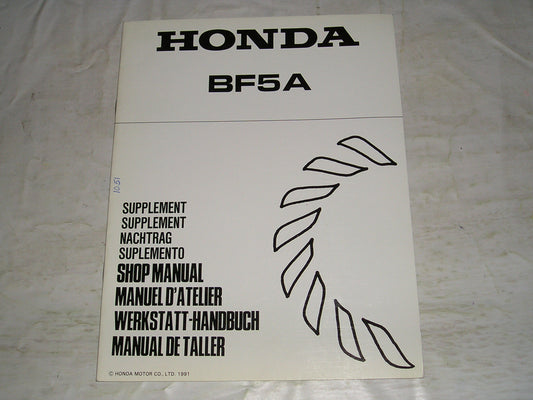 HONDA
BF5A
1051
SUPPLEMENT
SUPPLEMENT
NACHTRAG
SUPLEMENTO
SHOP MANUAL
MANUEL D'ATELIER
WERKSTATT-HANDBUCH
MANUAL DE TALLER
© HONDA MOTOR CO., LTD. 1991